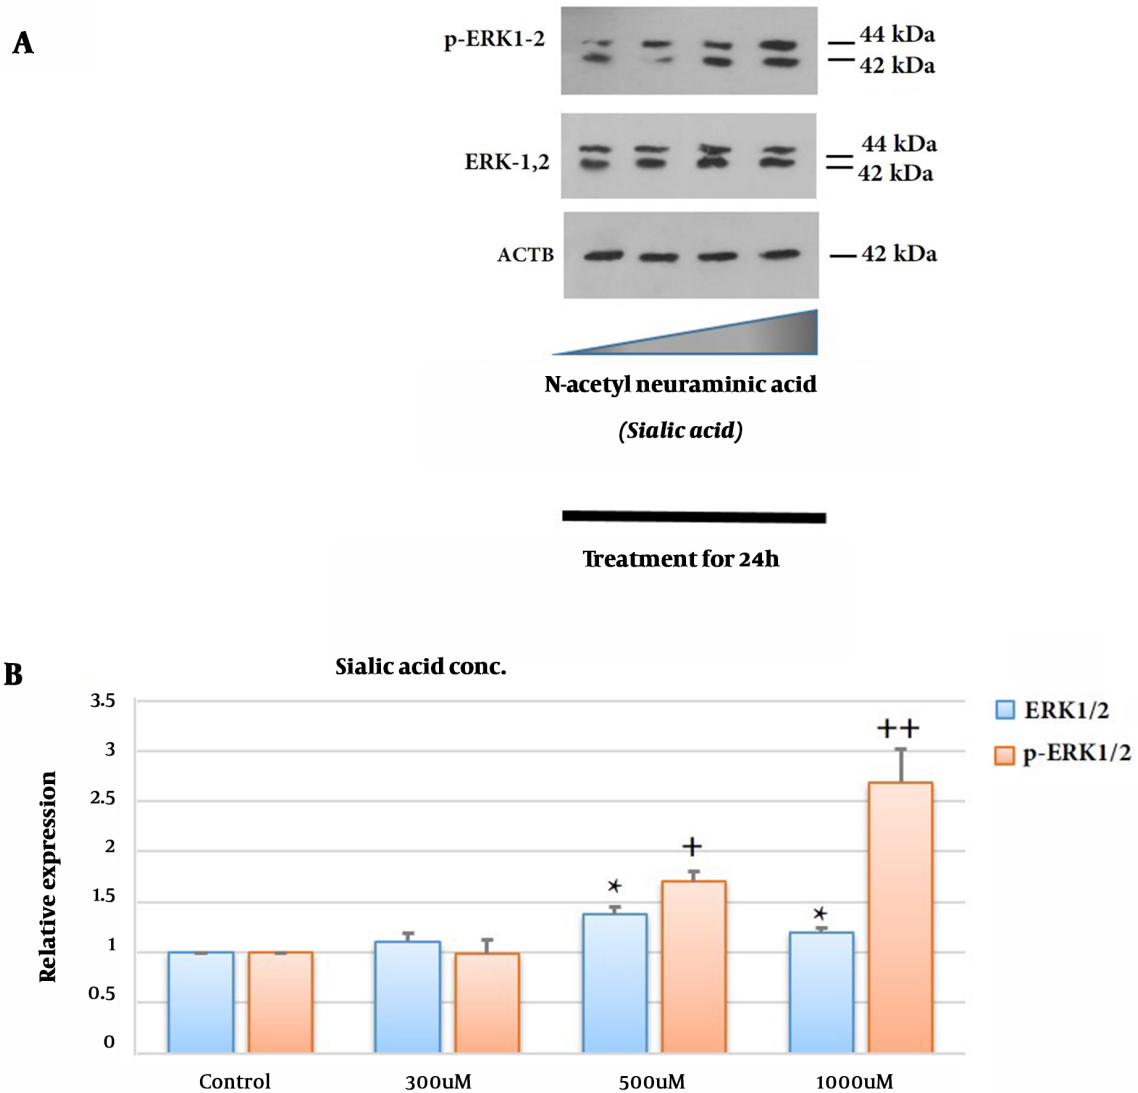 A
p-ERK1-2
44 kDa
42 kDa
ERK-1,2
44 kDa
42 kDa
ACTB
42 kDa
N-acetyl neuraminic acid
(Sialic acid)
Treatment for 24h
B
Sialic acid conc.
Relative expression
3.5
3
2.5
2
1.5
1
0.5
0
*
+
*
++
ERK1/2
p-ERK1/2
Control
300uM
500uM
1000uM